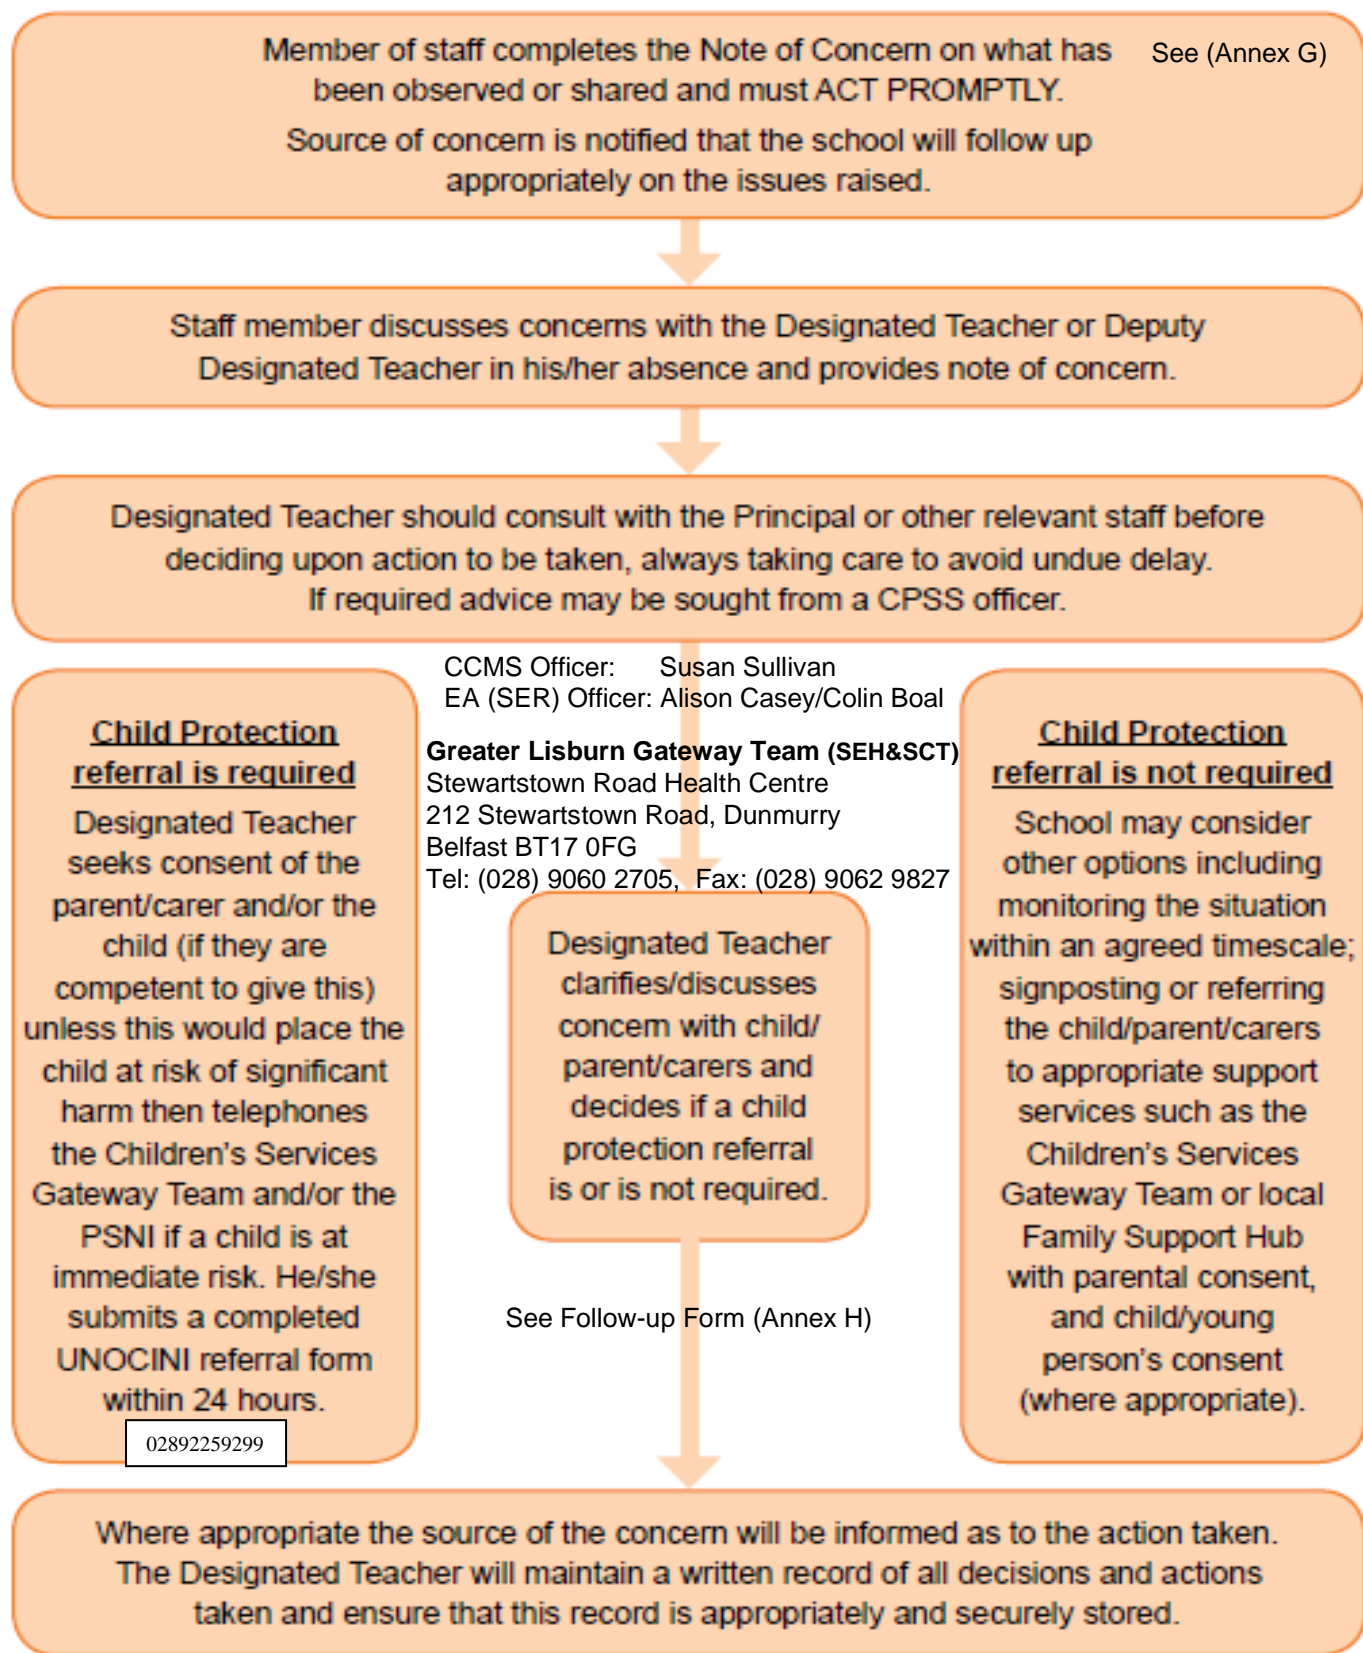 Member of staff completes the Note of Concern on what has
been observed or shared and must ACT PROMPTLY.
See (Annex G)
Source of concern is notified that the school will follow up
appropriately on the issues raised.
Staff member discusses concerns with the Designated Teacher or Deputy
Designated Teacher in his/her absence and provides note of concern.
Designated Teacher should consult with the Principal or other relevant staff before
deciding upon action to be taken, always taking care to avoid undue delay.
If required advice may be sought from a CPSS officer.
CCMS Officer: Susan Sullivan
EA (SER) Officer: Alison Casey/Colin Boal
Greater Lisburn Gateway Team (SEH&SCT)
Stewartstown Road Health Centre
212 Stewartstown Road, Dunmurry
Belfast BT17 0FG
Tel: (028) 9060 2705, Fax: (028) 9062 9827
Child Protection
referral is required
Designated Teacher
seeks consent of the
parent/carer and/or the
child (if they are
competent to give this)
unless this would place the
child at risk of significant
harm then telephones
the Children's Services
Gateway Team and/or the
PSNI if a child is at
immediate risk. He/she
submits a completed
UNOCINI referral form
within 24 hours.
02892259299
Designated Teacher
clarifies/discusses
concern with child/
parent/carers and
decides if a child
protection referral
is or is not required.
See Follow-up Form (Annex H)
Child Protection
referral is not required
School may consider
other options including
monitoring the situation
within an agreed timescale;
signposting or referring
the child/parent/carers
to appropriate support
services such as the
Children's Services
Gateway Team or local
Family Support Hub
with parental consent,
and child/young
person's consent
(where appropriate).
Where appropriate the source of the concern will be informed as to the action taken.
The Designated Teacher will maintain a written record of all decisions and actions
taken and ensure that this record is appropriately and securely stored.